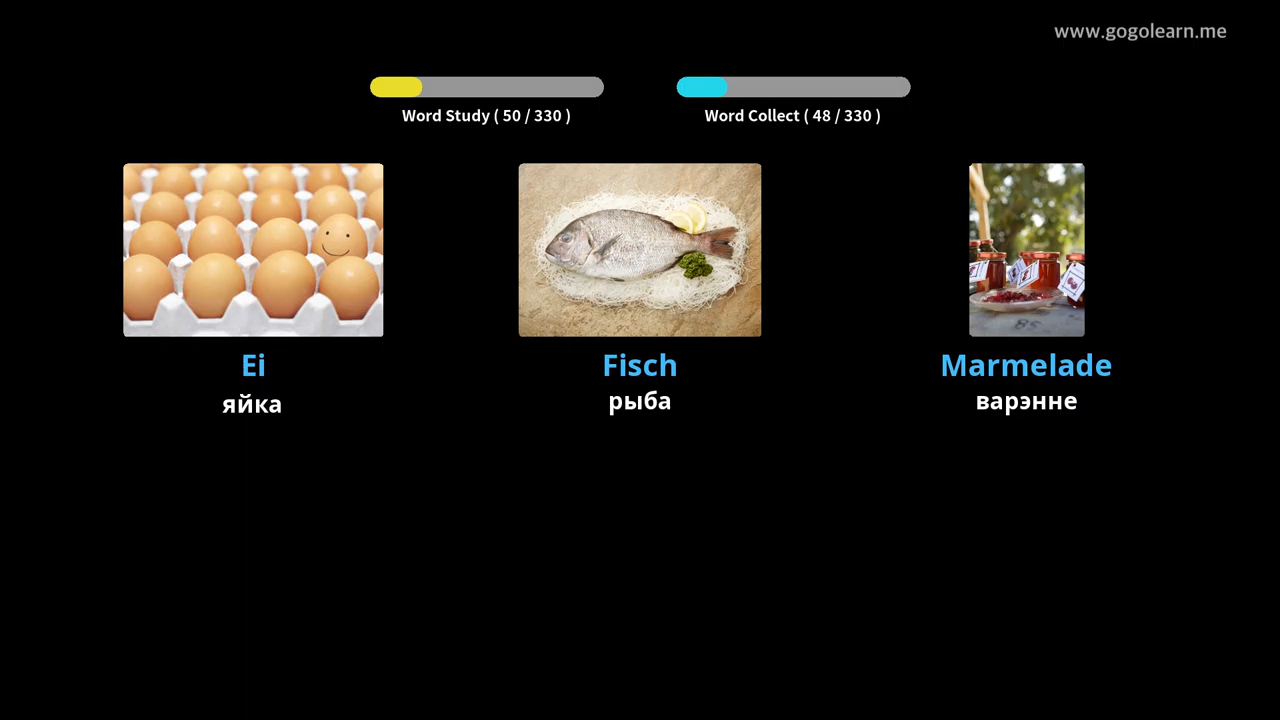 www.gogolearn.me
Word Study ( 50 / 330 )
Word Collect ( 48 / 330 )
Ei
Fisch
Marmelade
яйка
рыба
варэнне